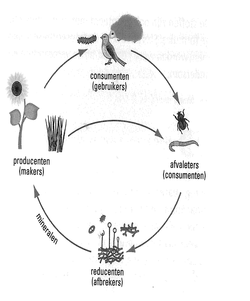 consumenten
(gebruikers)
producenten
(makers)
afvaleters
(consumenten)
mineralen
reducenten
(afbrekers)